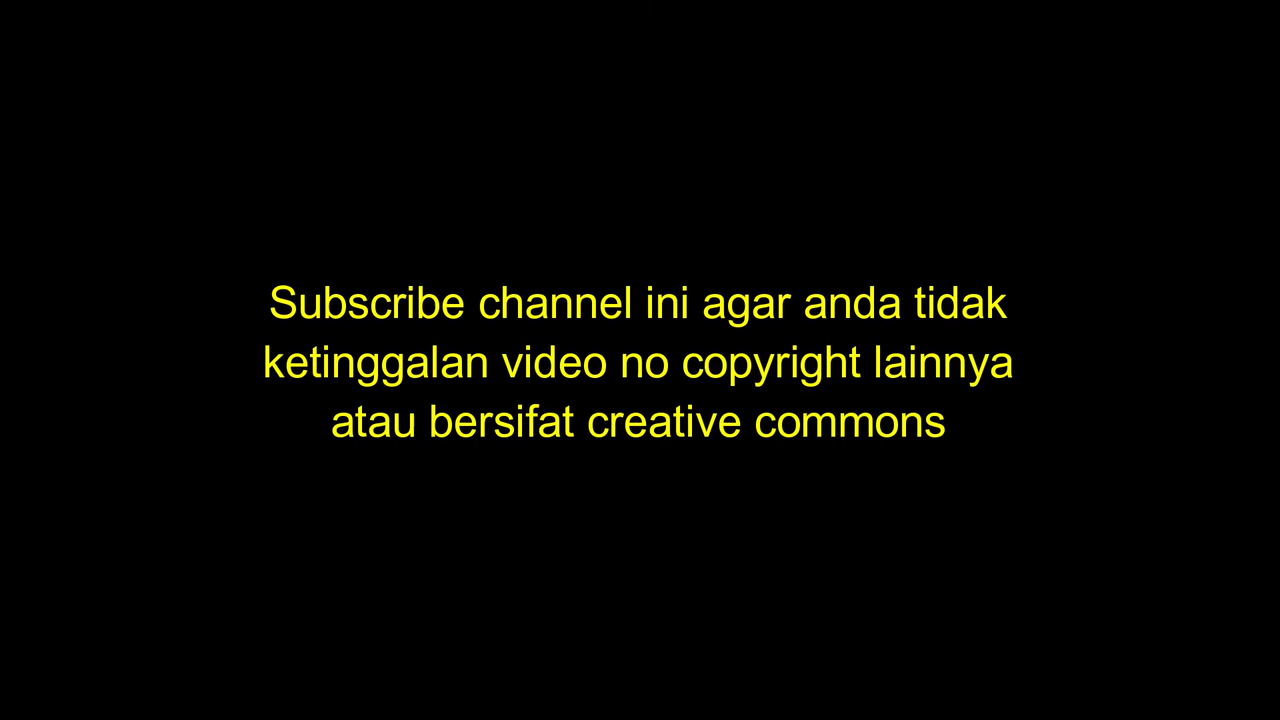 Subscribe channel ini agar anda tidak
ketinggalan video no copyright lainnya
atau bersifat creative commons